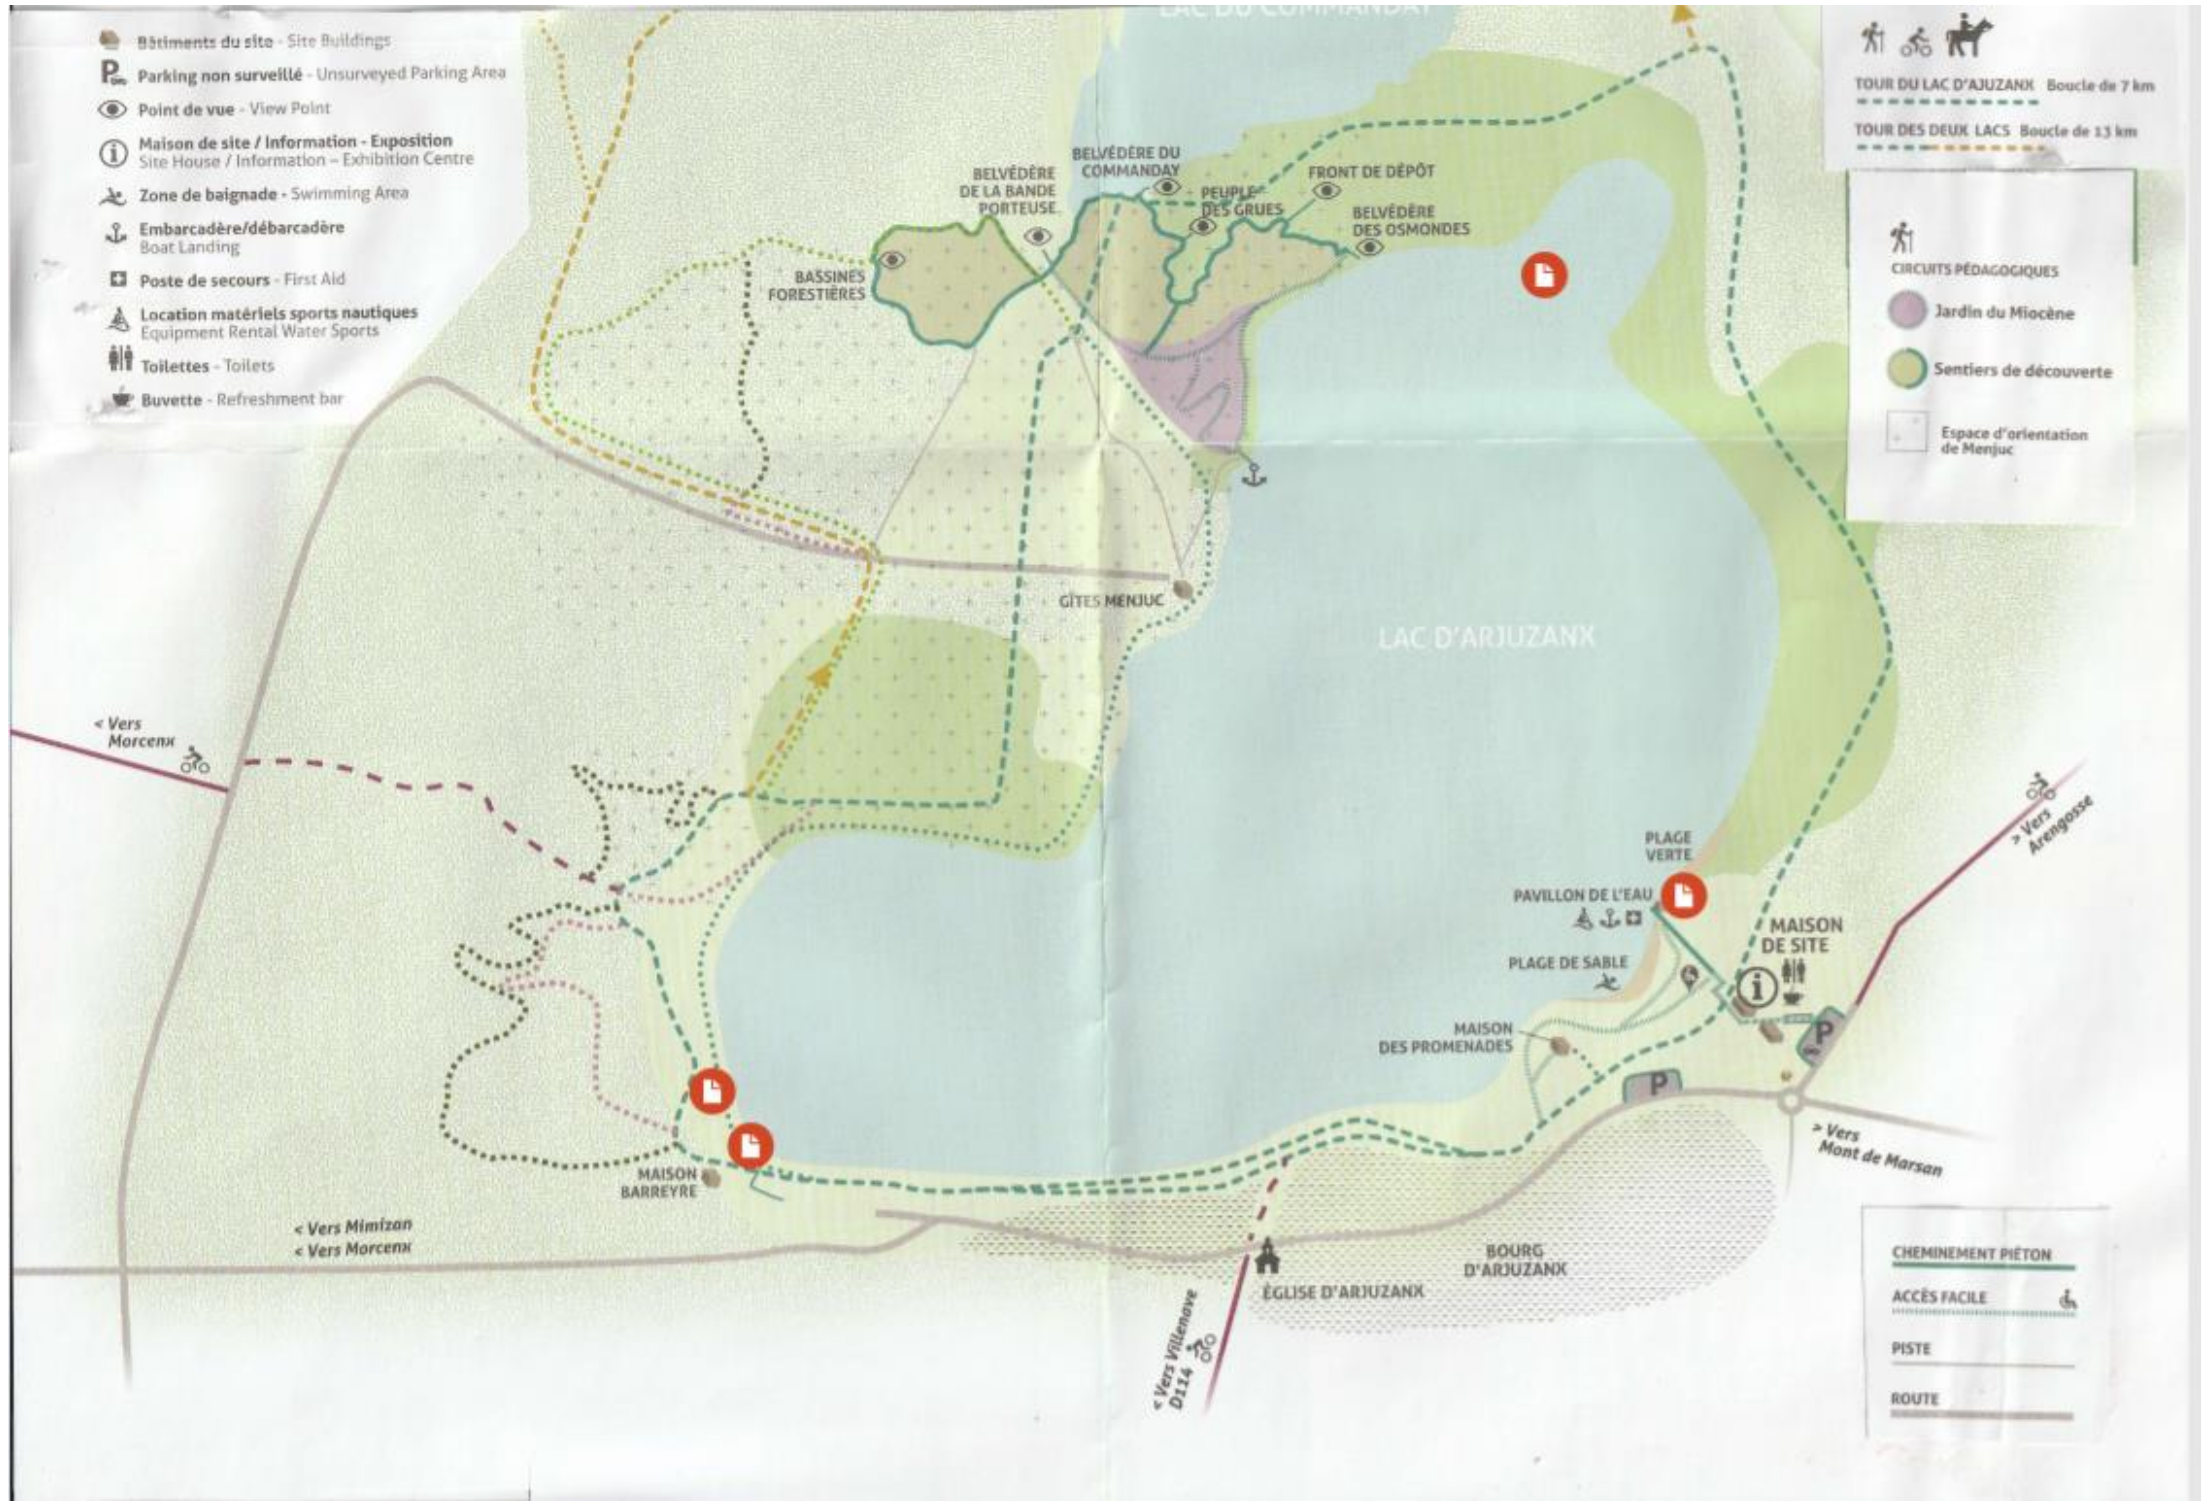 LAC DU COMMANDAY
Bâtiments du site - Site Buildings
P Parking non surveillé - Unsurveyed Parking Area
Point de vue - View Point
i Maison de site / Information - Exposition
Site House / Information – Exhibition Centre
Zone de baignade - Swimming Area
Embarcadère/débarcadère
Boat Landing
Poste de secours - First Aid
Location matériels sports nautiques
Equipment Rental Water Sports
Toilettes - Toilets
Buvette - Refreshment bar
TOUR DU LAC D'AJUZANX Boucle de 7 km
TOUR DES DEUX LACS Boucle de 13 km
CIRCUITS PÉDAGOGIQUES
Jardin du Miocène
Sentiers de découverte
Espace d'orientation
de Menjuc
BELVÉDÈRE DU
COMMANDAY
BELVÉDÈRE
DE LA BANDE
PORTEUSE
PEUPLE
DES GRUES
FRONT DE DÉPÔT
BELVÉDÈRE
DES OSMONDES
BASSINES
FORESTIÈRES
GÎTES MENJUC
LAC D'ARJUZANX
< Vers
Morcenx
> Vers
Arengosse
PLAGE
VERTE
PAVILLON DE L'EAU
MAISON
DE SITE
i
PLAGE DE SABLE
MAISON
DES PROMENADES
P
P
> Vers
Mont de Marsan
MAISON
BARREYRE
< Vers Mimizan
< Vers Morcenx
BOURG
D'ARJUZANX
ÉGLISE D'ARJUZANX
< Vers Villenave
D114
CHEMINEMENT PIÉTON
ACCÈS FACILE
PISTE
ROUTE